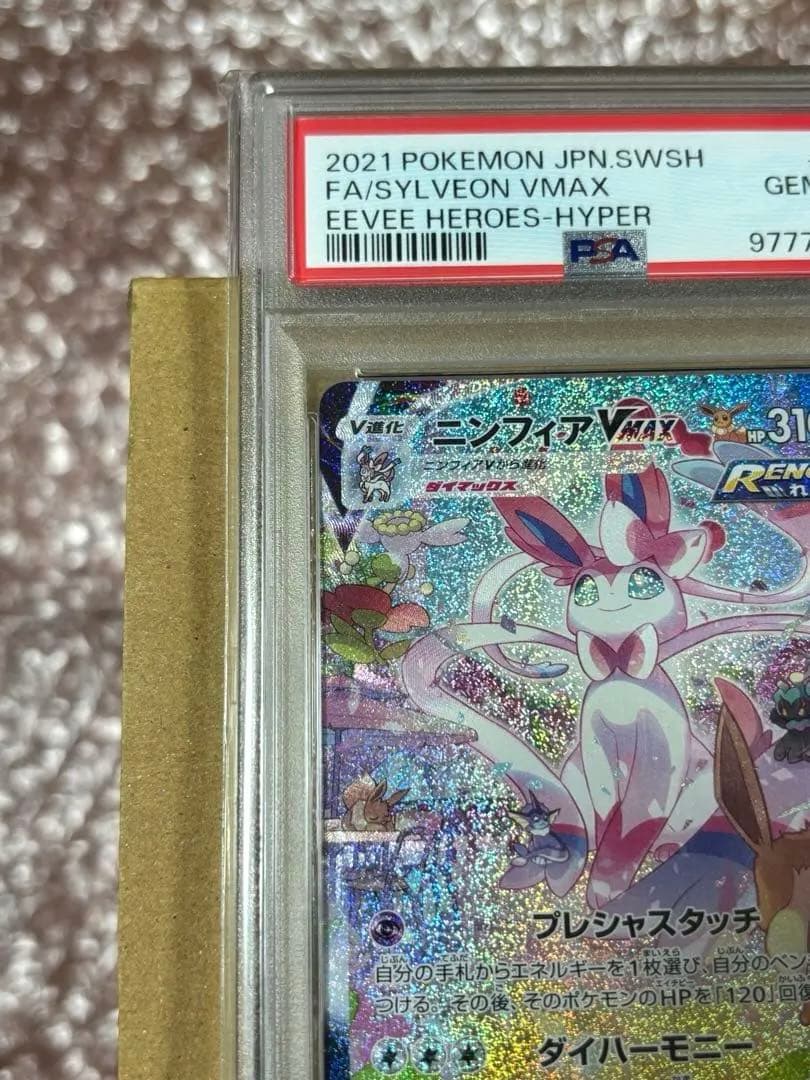 2021 POKEMON JPN.SWSH
FA/SYLVEON VMAX
GEN
EEVEE HEROES-HYPER
PSA
9777
V進化
ニンフィアVMAX
HP 31
ニンフィアVから進化
ダイマックス
REN
れ
プレシャスタッチ
自分の手札からエネルギーを1枚選び、自分のベン
つける。その後、そのポケモンのHPを「120」回復
ダイハーモニー